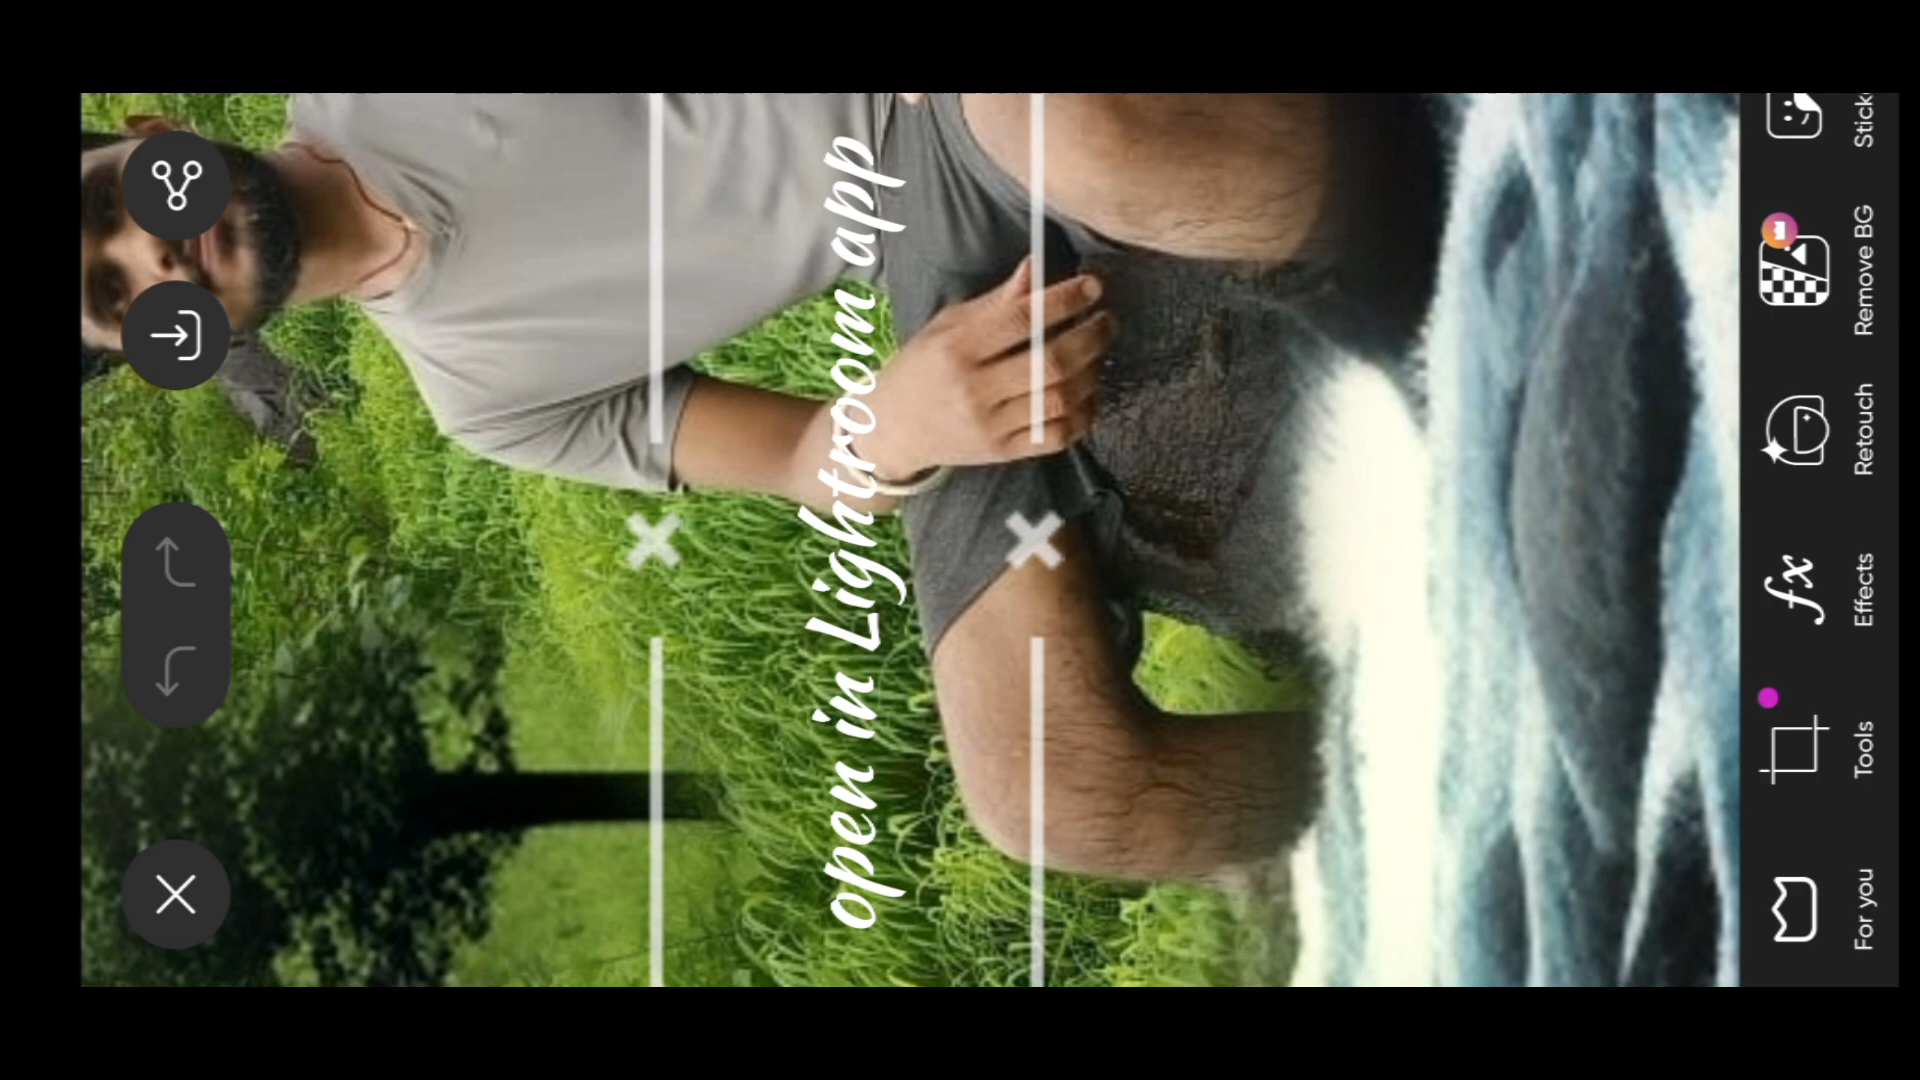 open in Lightroom app
For you
Tools
Effects
Retouch
Remove BG
Stick